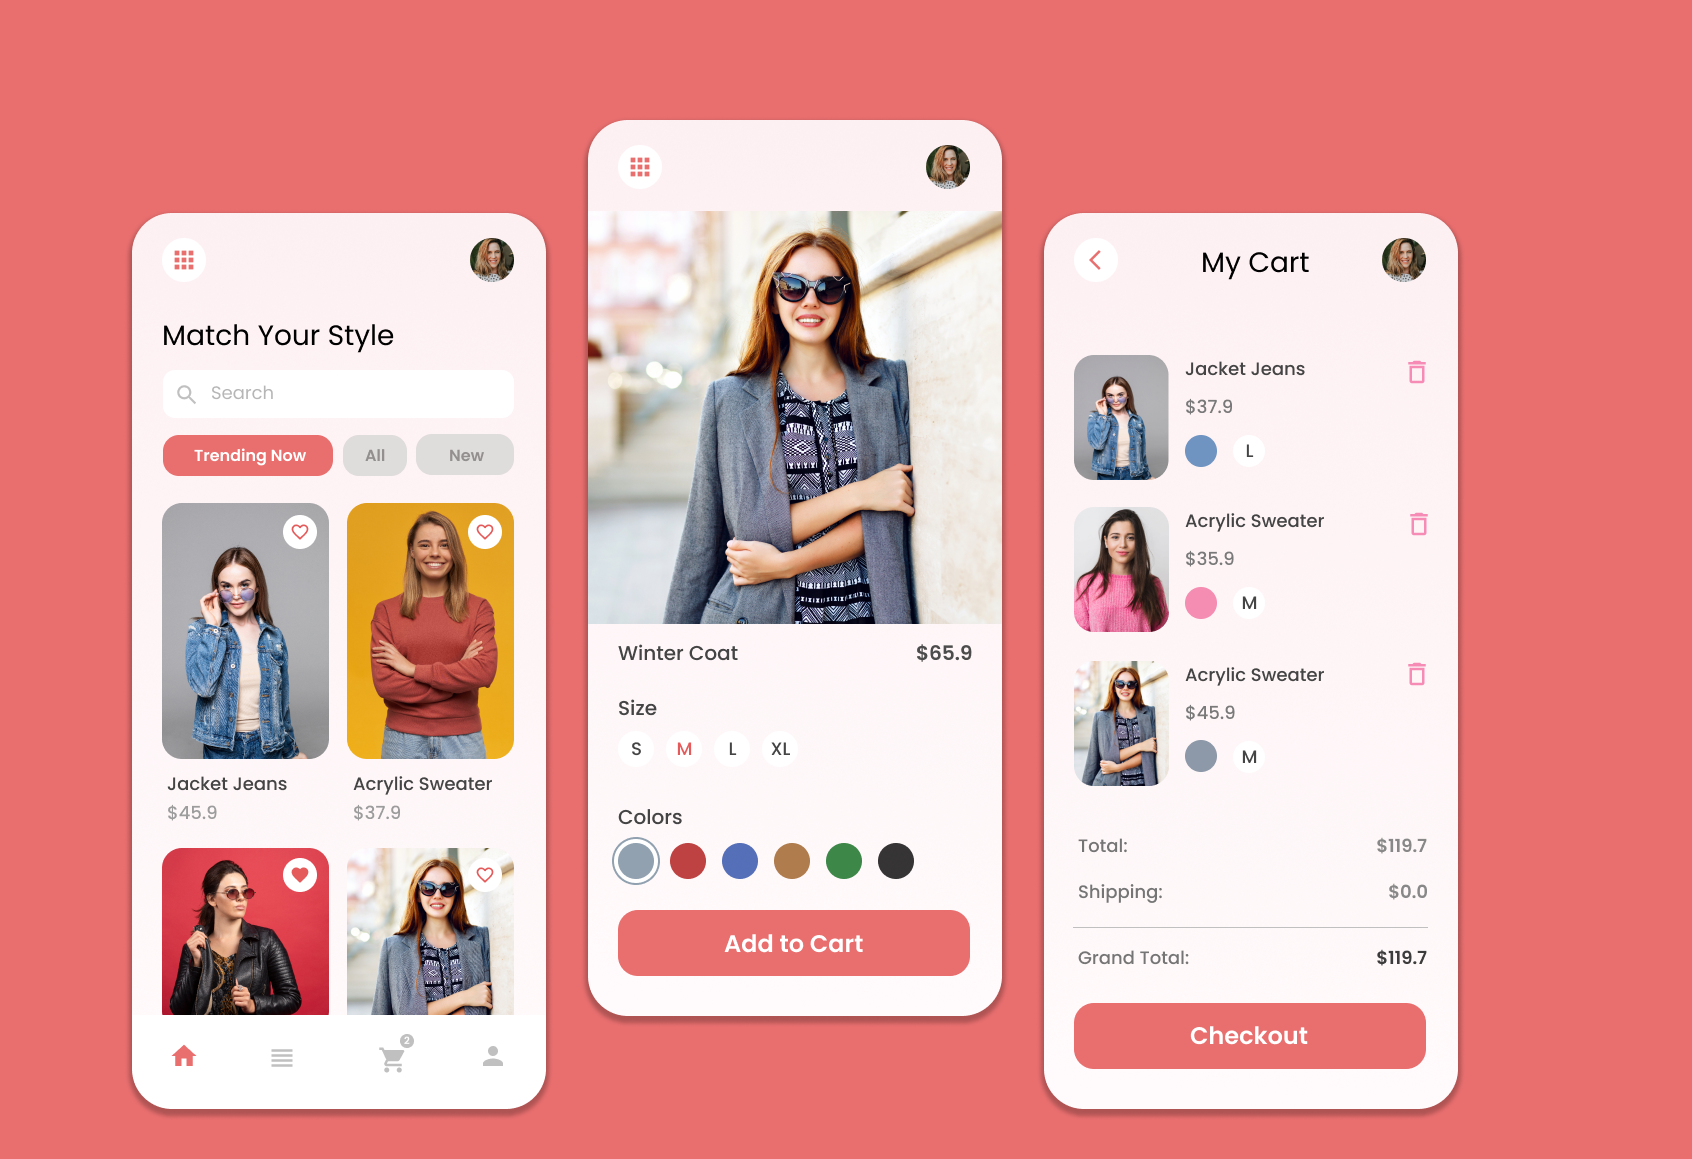 Match Your Style
Search
Trending Now
All
New
Jacket Jeans
$45.9
Acrylic Sweater
$37.9
2
Winter Coat
$65.9
Size
S
M
L
XL
Colors
Add to Cart
My Cart
Jacket Jeans
$37.9
L
Acrylic Sweater
$35.9
M
Acrylic Sweater
$45.9
M
Total:
$119.7
Shipping:
$0.0
Grand Total:
$119.7
Checkout